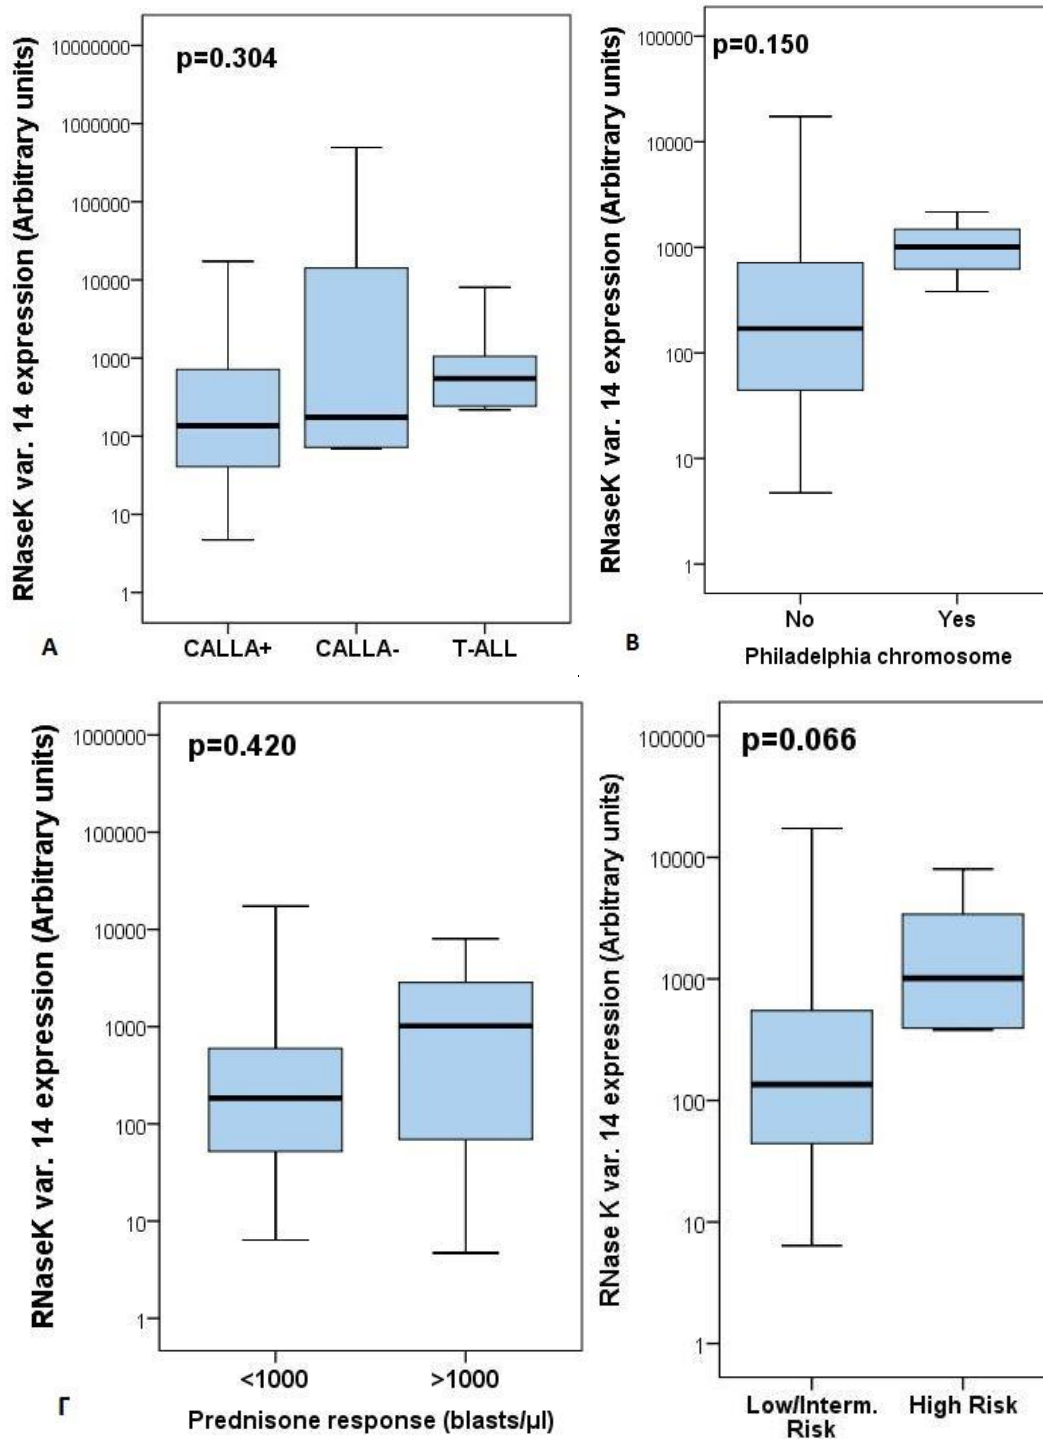 RNaseK var. 14 expression (Arbitrary units)
10000000
1000000
100000
10000
1000
100
10
1
p=0.304
CALLA+ CALLA- T-ALL
A
RNaseK var. 14 expression (Arbitrary units)
100000
10000
1000
100
10
1
p=0.150
No Yes
Philadelphia chromosome
B
RNaseK var. 14 expression (Arbitrary units)
1000000
100000
10000
1000
100
10
1
p=0.420
<1000 >1000
Prednisone response (blasts/µl)
Γ
RNase K var. 14 expression (Arbitrary units)
100000
10000
1000
100
10
1
p=0.066
Low/Interm. High Risk
Risk